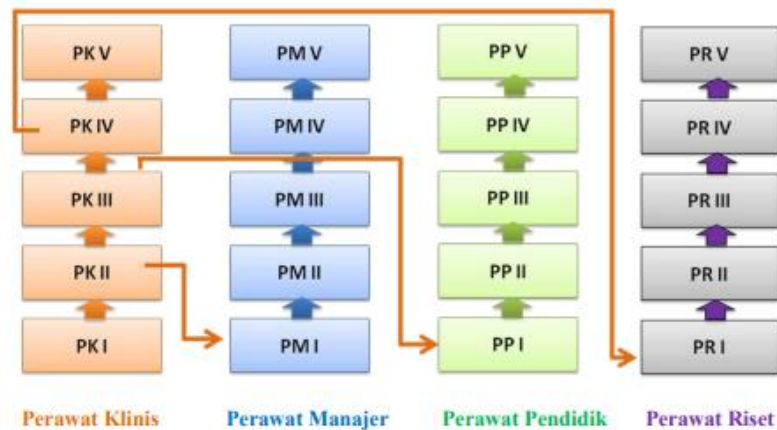 PK V PM V PP V PR V
PK IV PM IV PP IV PR IV
PK III PM III PP III PR III
PK II PM II PP II PR II
PK I PM I PP I PR I
Perawat Klinis Perawat Manajer Perawat Pendidik Perawat Riset